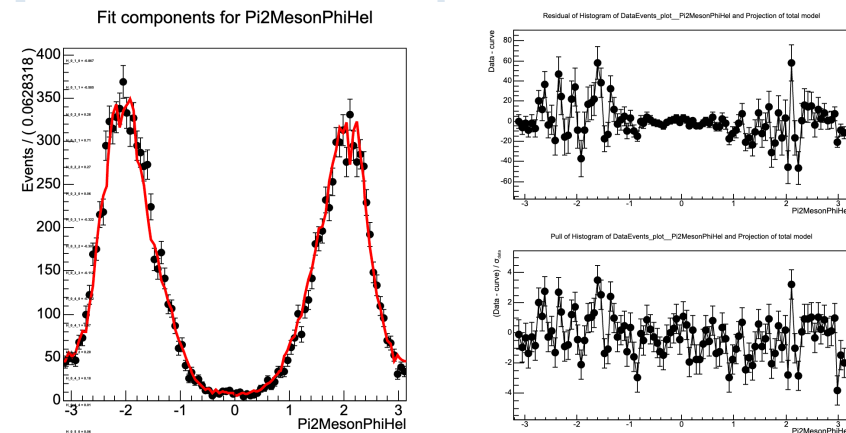 Fit components for Pi2MesonPhiHel
Events / ( 0.0628318 )
400
350
300
250
200
150
100
50
0
-3 -2 -1 0 1 2 3
Pi2MesonPhiHel
Residual of Histogram of DataEvents_plot__Pi2MesonPhiHel and Projection of total model
Data - curve
80
60
40
20
0
-20
-40
-60
-3 -2 -1 0 1 2 3
Pi2MesonPhiHel
Pull of Histogram of DataEvents_plot__Pi2MesonPhiHel and Projection of total model
(Data - curve) / σdata
4
2
0
-2
-4
-3 -2 -1 0 1 2 3
Pi2MesonPhiHel